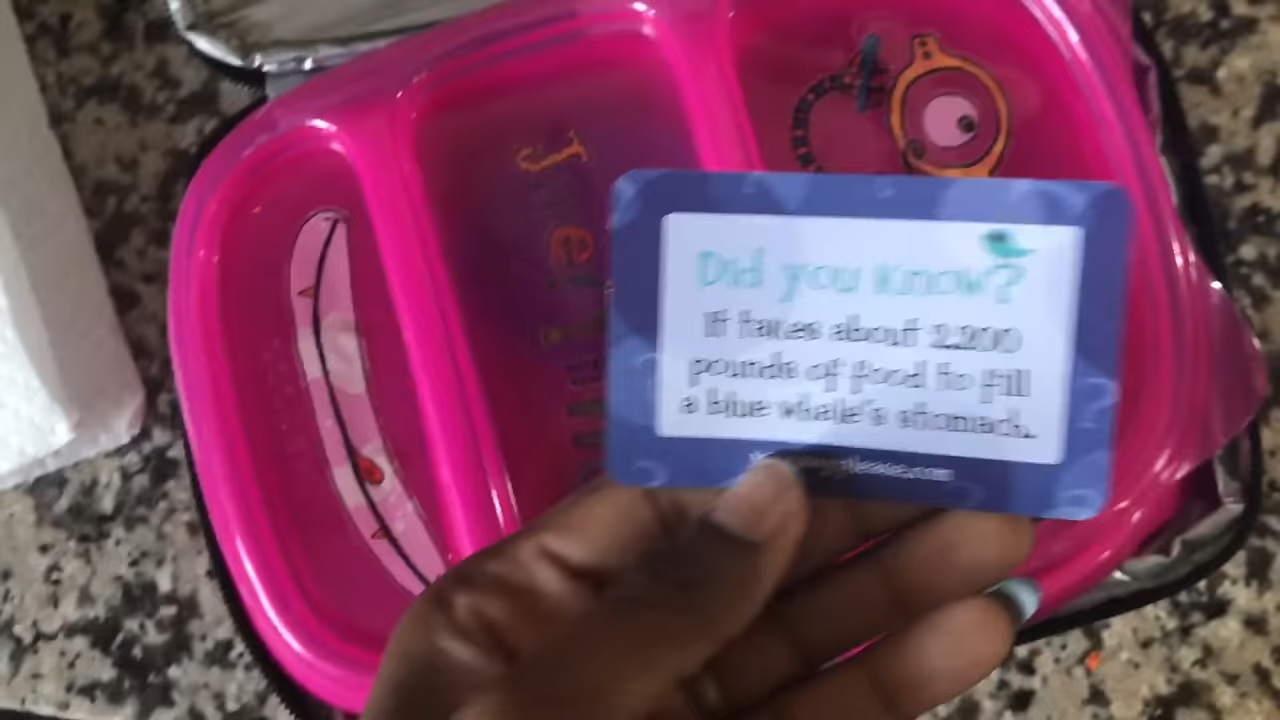 Did you know?
It takes about 2,200
pounds of food to fill
a blue whale's stomach.